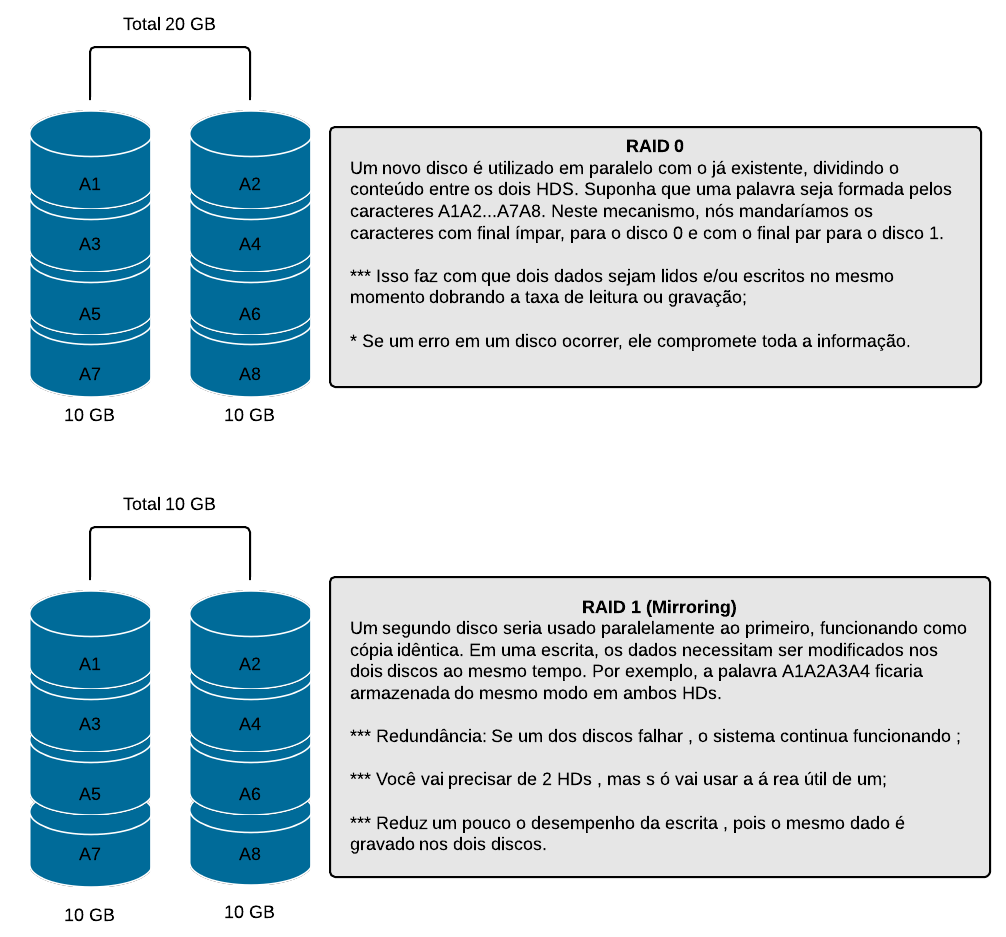 Total 20 GB
A1
A2
A3
A4
A5
A6
A7
A8
10 GB
10 GB
RAID 0
Um novo disco é utilizado em paralelo com o já existente, dividindo o
conteúdo entre os dois HDS. Suponha que uma palavra seja formada pelos
caracteres A1A2...A7A8. Neste mecanismo, nós mandaríamos os
caracteres com final ímpar, para o disco 0 e com o final par para o disco 1.
*** Isso faz com que dois dados sejam lidos e/ou escritos no mesmo
momento dobrando a taxa de leitura ou gravação;
* Se um erro em um disco ocorrer, ele compromete toda a informação.
Total 10 GB
A1
A2
A3
A4
A5
A6
A7
A8
10 GB
10 GB
RAID 1 (Mirroring)
Um segundo disco seria usado paralelamente ao primeiro, funcionando como
cópia idêntica. Em uma escrita, os dados necessitam ser modificados nos
dois discos ao mesmo tempo. Por exemplo, a palavra A1A2A3A4 ficaria
armazenada do mesmo modo em ambos HDs.
*** Redundância: Se um dos discos falhar , o sistema continua funcionando ;
*** Você vai precisar de 2 HDs , mas s ó vai usar a á rea útil de um;
*** Reduz um pouco o desempenho da escrita , pois o mesmo dado é
gravado nos dois discos.